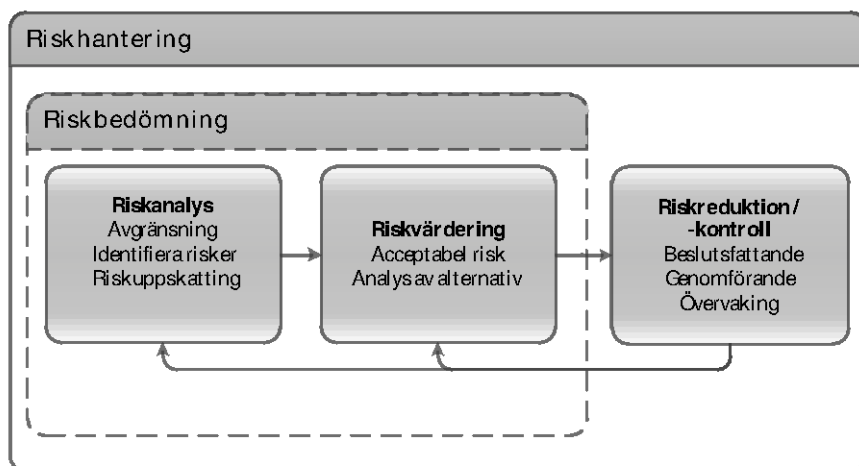 Riskhantering
Riskbedömning
Riskanalys
Avgränsning
Identifiera risker
Riskuppskatting
Riskvärdering
Acceptabel risk
Analys av alternativ
Riskreduktion /
-kontroll
Beslutsfattande
Genomförande
Övervaking